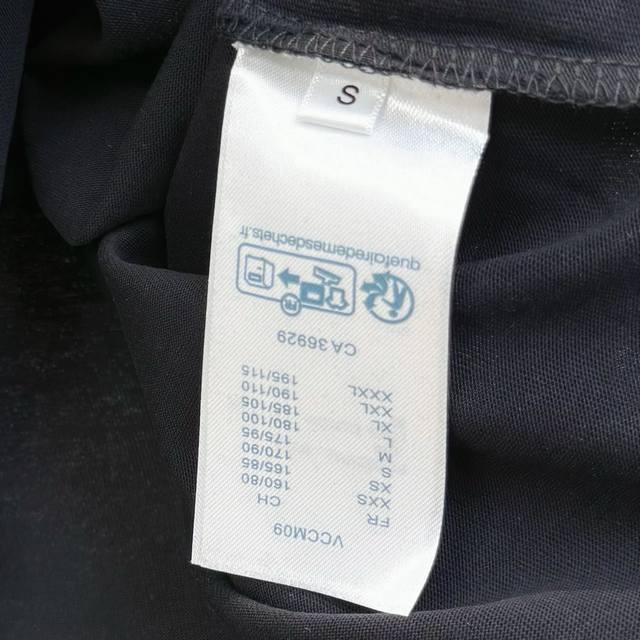 S
VCCM09
FR CH
XXS 160/80
XS 165/85
S 170/90
M 175/95
L 180/100
XL 185/105
XXL 190/110
XXXL 195/115
CA 36929
FR
quefairedemesdechets.fr